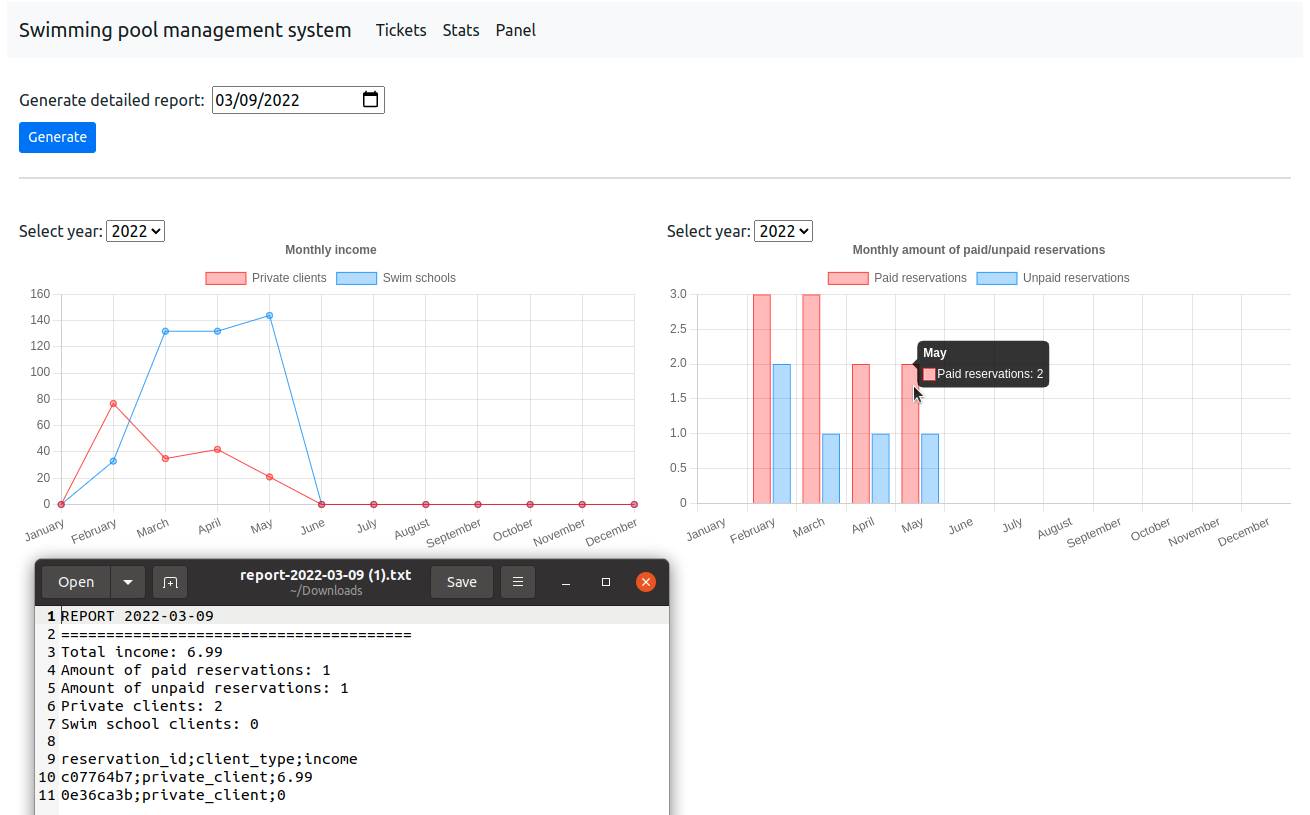 Swimming pool management system Tickets Stats Panel
Generate detailed report: 03/09/2022
Generate
Select year: 2022
Monthly income
Private clients Swim schools
160
140
120
100
80
60
40
20
0
January February March April May June July August September October November December
Select year: 2022
Monthly amount of paid/unpaid reservations
Paid reservations Unpaid reservations
3.0
2.5
2.0
1.5
1.0
0.5
0
May
Paid reservations: 2
January February March April May June July August September October November December
Open report-2022-03-09 (1).txt Save
~/Downloads
1 REPORT 2022-03-09
2 =======================================
3 Total income: 6.99
4 Amount of paid reservations: 1
5 Amount of unpaid reservations: 1
6 Private clients: 2
7 Swim school clients: 0
8
9 reservation_id;client_type;income
10 c07764b7;private_client;6.99
11 0e36ca3b;private_client;0